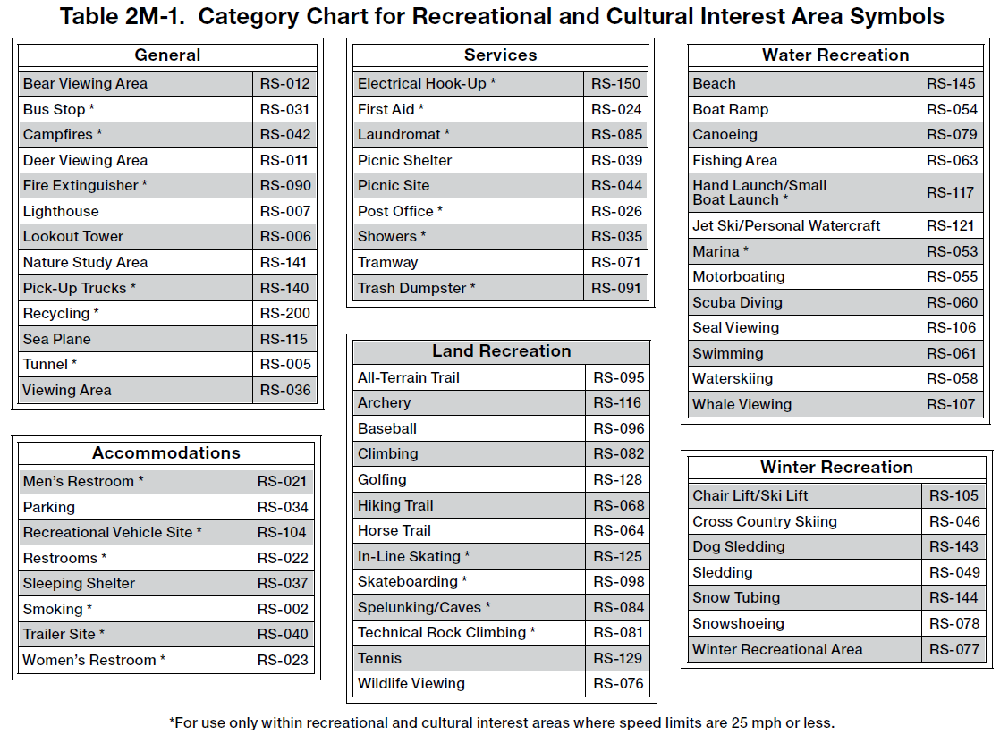 Table 2M-1. Category Chart for Recreational and Cultural Interest Area Symbols
General
Bear Viewing Area RS-012
Bus Stop * RS-031
Campfires * RS-042
Deer Viewing Area RS-011
Fire Extinguisher * RS-090
Lighthouse RS-007
Lookout Tower RS-006
Nature Study Area RS-141
Pick-Up Trucks * RS-140
Recycling * RS-200
Sea Plane RS-115
Tunnel * RS-005
Viewing Area RS-036
Accommodations
Men's Restroom * RS-021
Parking RS-034
Recreational Vehicle Site * RS-104
Restrooms * RS-022
Sleeping Shelter RS-037
Smoking * RS-002
Trailer Site * RS-040
Women's Restroom * RS-023
Services
Electrical Hook-Up * RS-150
First Aid * RS-024
Laundromat * RS-085
Picnic Shelter RS-039
Picnic Site RS-044
Post Office * RS-026
Showers * RS-035
Tramway RS-071
Trash Dumpster * RS-091
Land Recreation
All-Terrain Trail RS-095
Archery RS-116
Baseball RS-096
Climbing RS-082
Golfing RS-128
Hiking Trail RS-068
Horse Trail RS-064
In-Line Skating * RS-125
Skateboarding * RS-098
Spelunking/Caves * RS-084
Technical Rock Climbing * RS-081
Tennis RS-129
Wildlife Viewing RS-076
Water Recreation
Beach RS-145
Boat Ramp RS-054
Canoeing RS-079
Fishing Area RS-063
Hand Launch/Small
Boat Launch * RS-117
Jet Ski/Personal Watercraft RS-121
Marina * RS-053
Motorboating RS-055
Scuba Diving RS-060
Seal Viewing RS-106
Swimming RS-061
Waterskiing RS-058
Whale Viewing RS-107
Winter Recreation
Chair Lift/Ski Lift RS-105
Cross Country Skiing RS-046
Dog Sledding RS-143
Sledding RS-049
Snow Tubing RS-144
Snowshoeing RS-078
Winter Recreational Area RS-077
*For use only within recreational and cultural interest areas where speed limits are 25 mph or less.